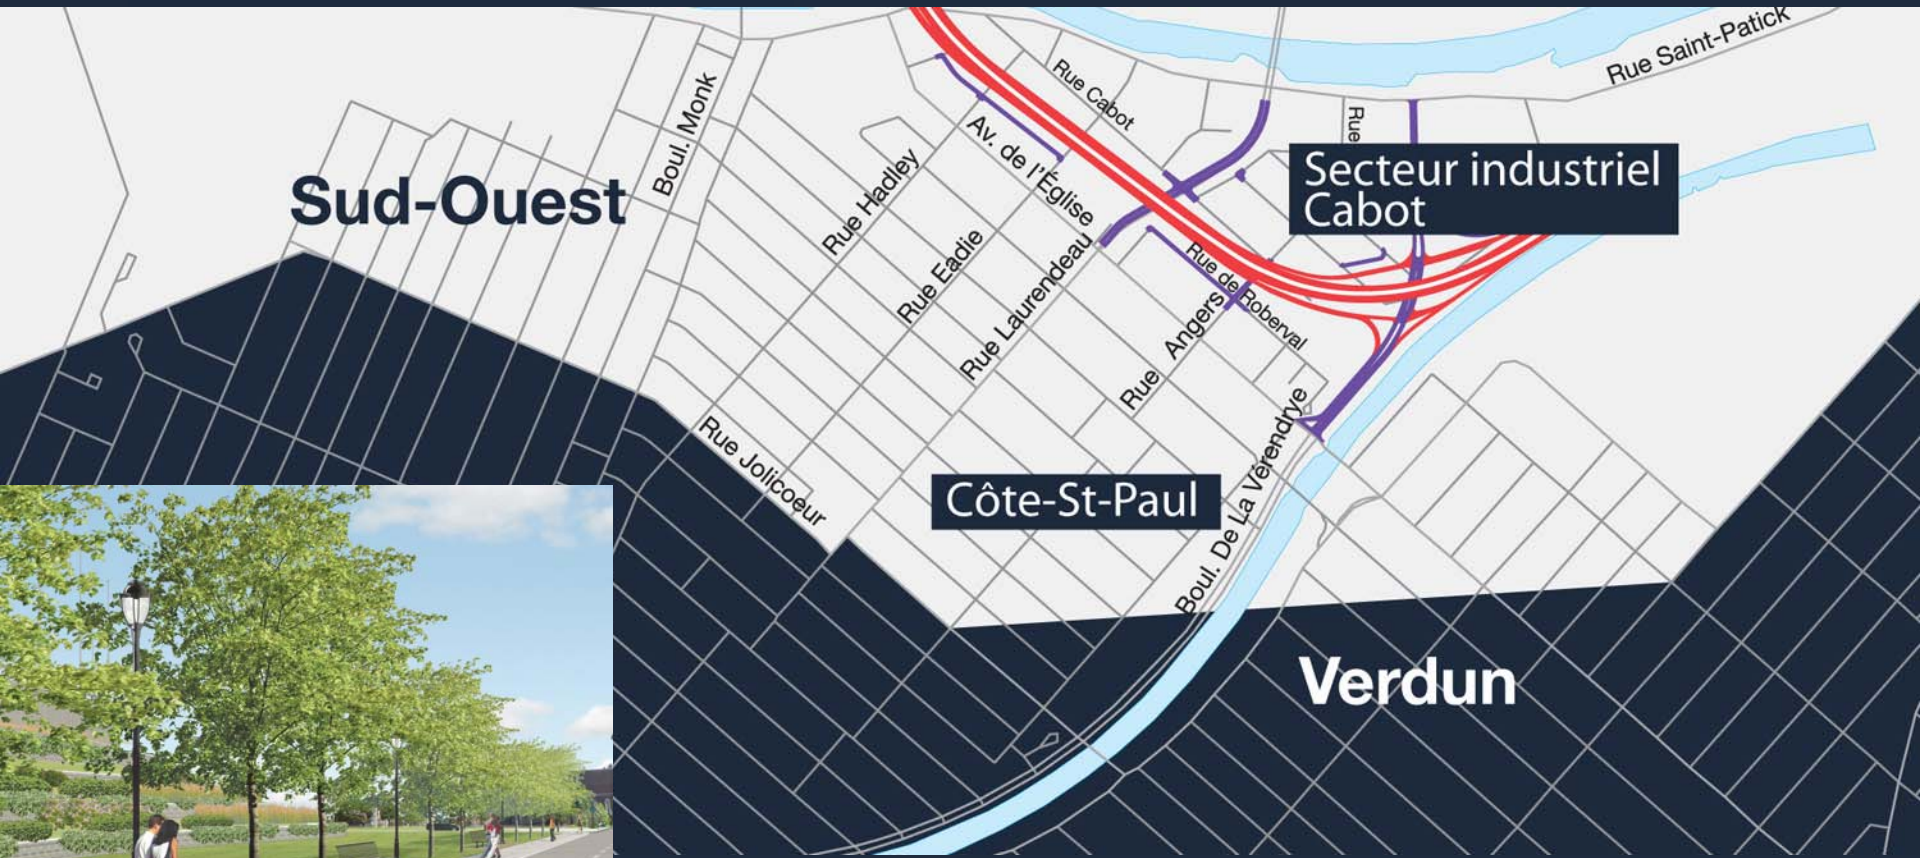 Rue Saint-Patick
Boul. Monk
Rue Cabot
Rue
Sud-Ouest
Av. de l'Église
Secteur industriel
Cabot
Rue Hadley
Rue Eadie
Rue Laurendeau
Rue de Roberval
Rue Angers
Rue Jolicoeur
Côte-St-Paul
Boul. De La Vérendrye
Verdun